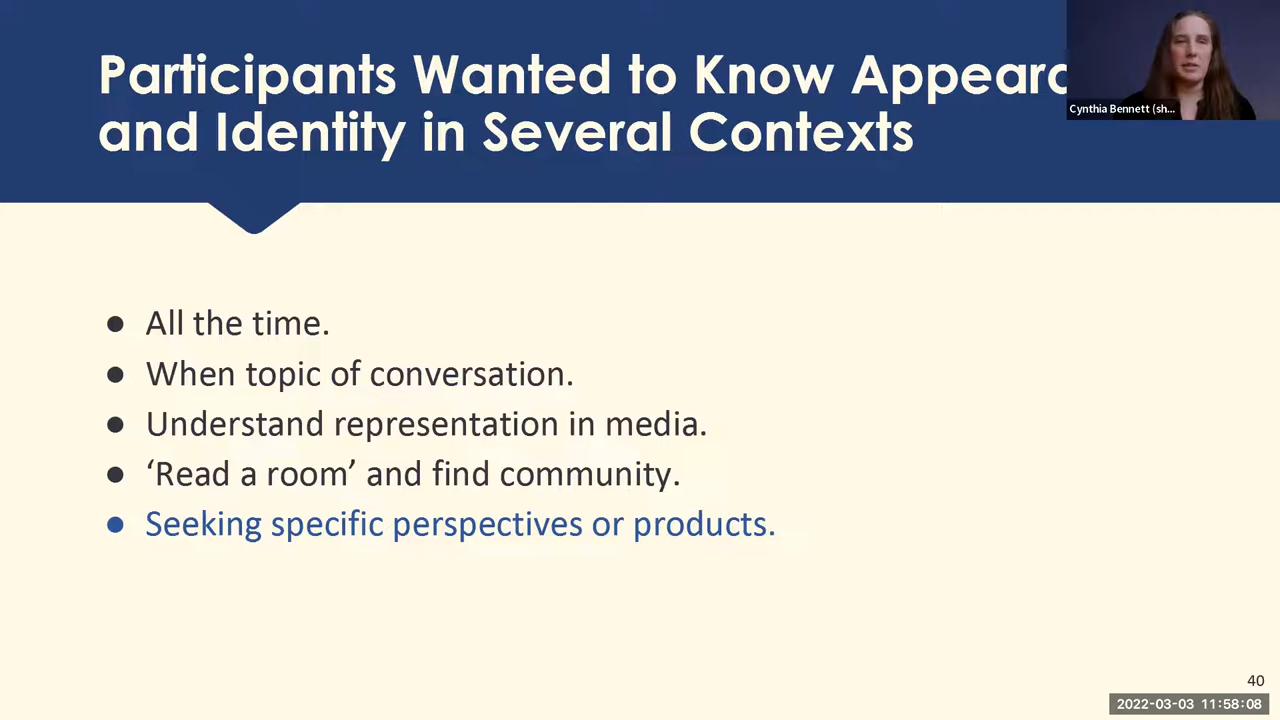 Participants Wanted to Know
and Identity in Several Contexts
Cynthia Bennett (sh...
● All the time.
● When topic of conversation.
● Understand representation in media.
● ‘Read a room’ and find community.
● Seeking specific perspectives or products.
40
2022-03-03 11:58:08